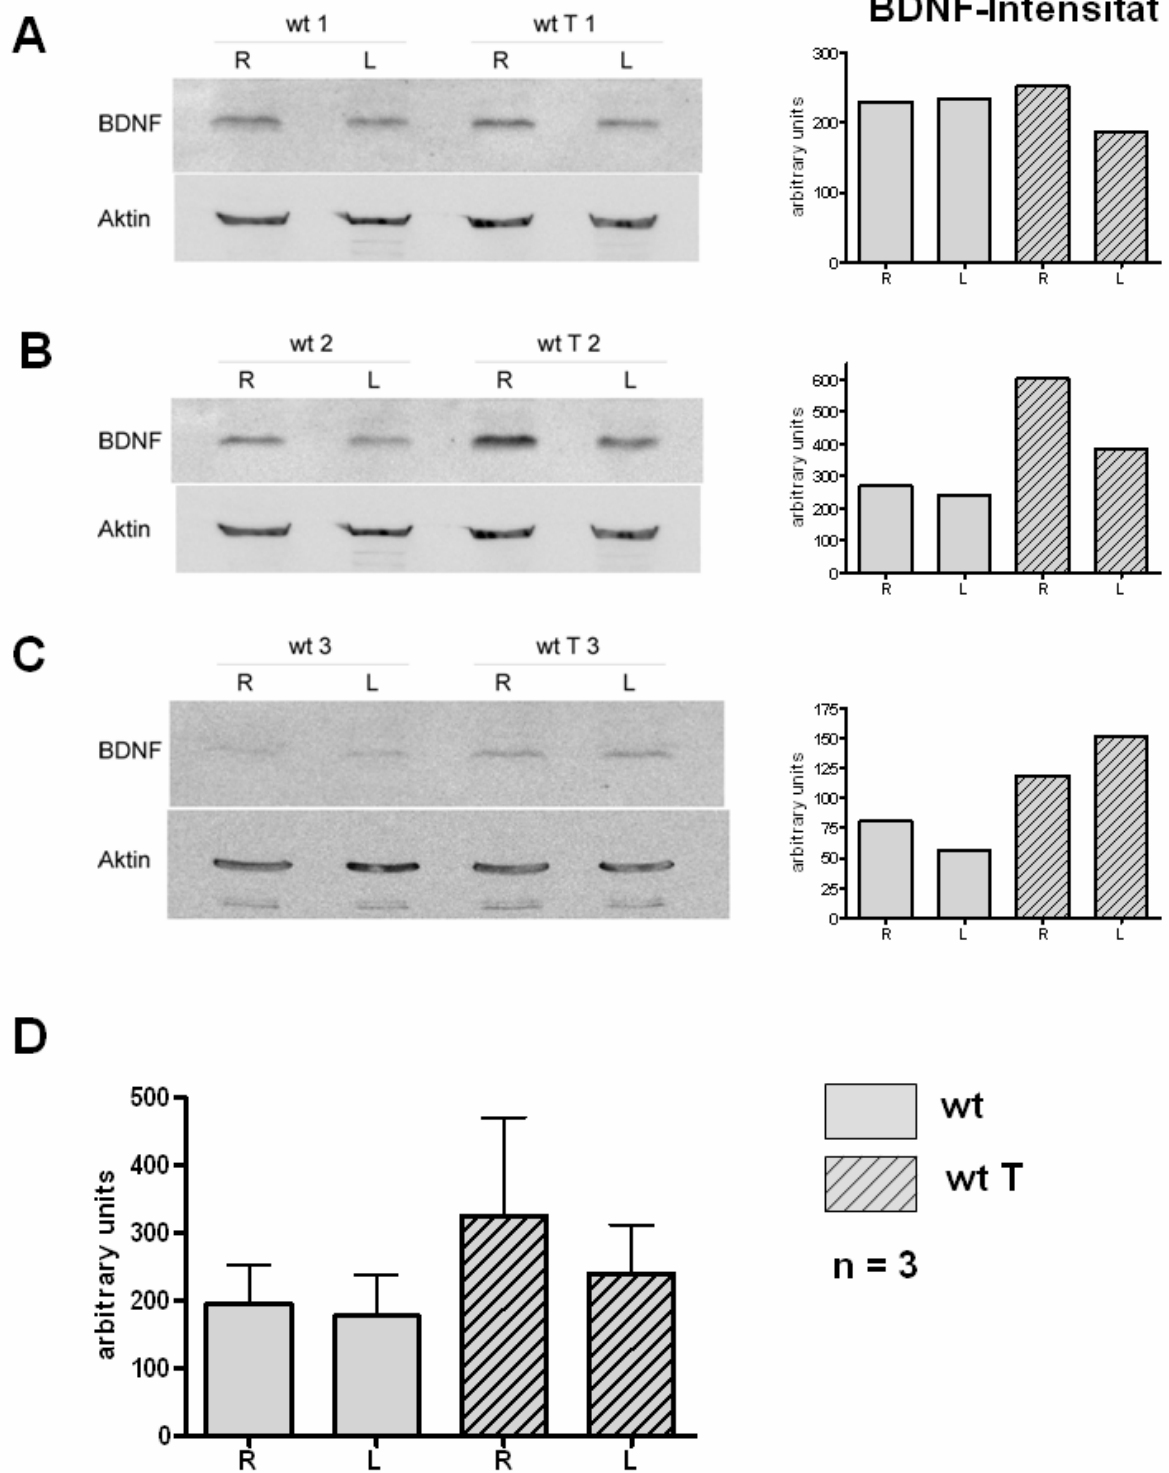 BDNF-Intensität
A
wt 1 wt T 1
R L R L
BDNF
Aktin
300
200
100
0
arbitrary units
R L R L
B
wt 2 wt T 2
R L R L
BDNF
Aktin
600
500
400
300
200
100
0
arbitrary units
R L R L
C
wt 3 wt T 3
R L R L
BDNF
Aktin
175
150
125
100
75
50
25
0
arbitrary units
R L R L
D
500
400
300
200
100
0
arbitrary units
R L R L
wt
wt T
n = 3